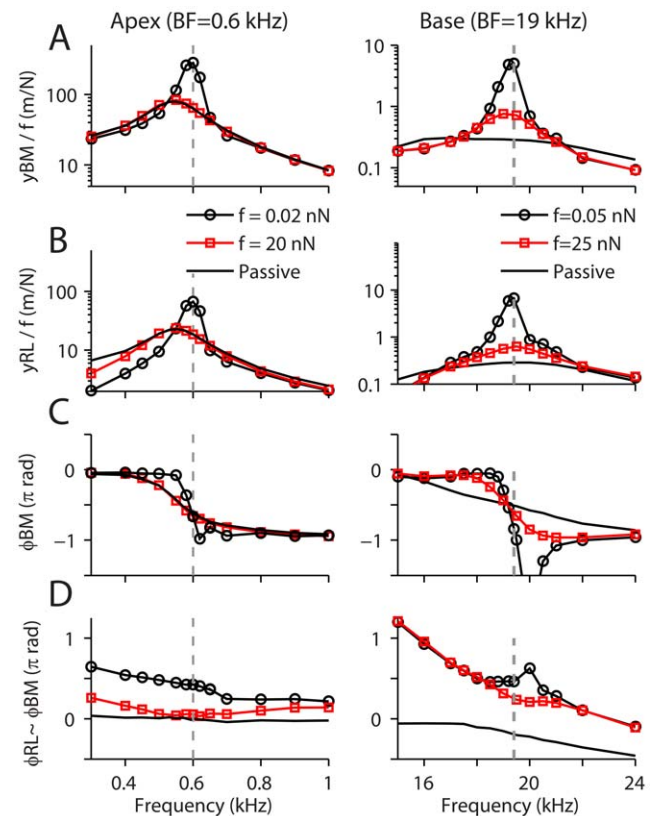 Apex (BF=0.6 kHz)
Base (BF=19 kHz)
A
yBM / f (m/N)
100
10
10
1
0.1
f = 0.02 nN
f = 20 nN
Passive
f=0.05 nN
f=25 nN
Passive
B
yRL / f (m/N)
100
10
10
1
0.1
C
ϕBM (π rad)
0
−1
0
−1
D
ϕRL~ ϕBM (π rad)
1
0
1
0
0.4
0.6
0.8
1
16
20
24
Frequency (kHz)
Frequency (kHz)